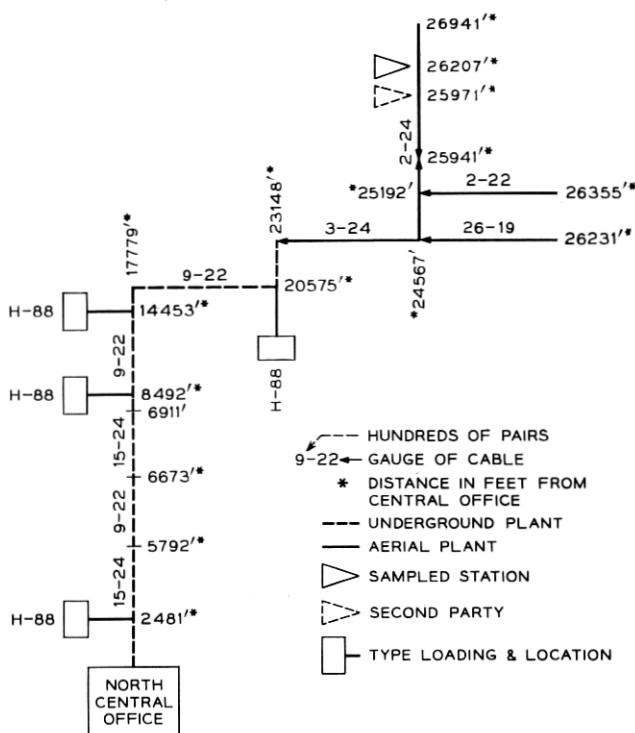 26941'*
26207'*
25971'*
2-24
25941'*
*25192'
2-22
26355'*
23148'*
3-24
26-19
26231'*
*24567'
17779'*
9-22
20575'*
H-88
14453'*
H-88
9-22
H-88
8492'*
6911'
15-24
6673'*
9-22
5792'*
15-24
H-88
2481'*
NORTH
CENTRAL
OFFICE
HUNDREDS OF PAIRS
9-22
GAUGE OF CABLE
* DISTANCE IN FEET FROM
CENTRAL OFFICE
UNDERGROUND PLANT
AERIAL PLANT
SAMPLED STATION
SECOND PARTY
TYPE LOADING & LOCATION